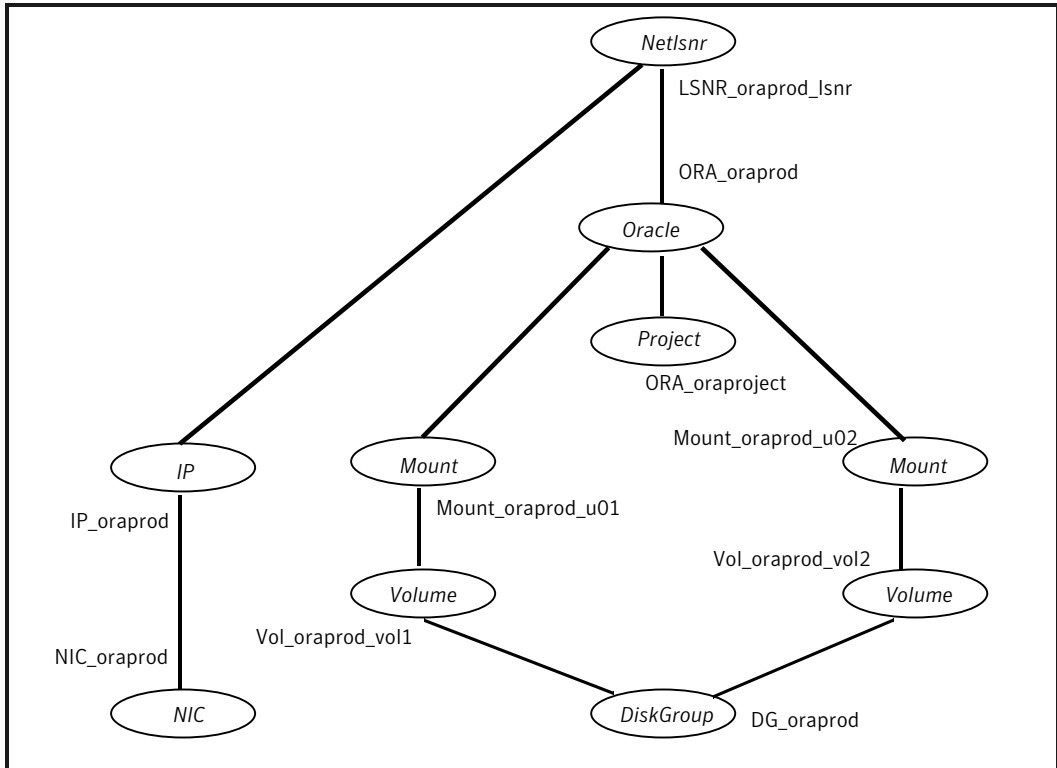 Netlsnr
LSNR_oraprod_lsnr
ORA_oraprod
Oracle
Project
ORA_oraproject
Mount_oraprod_u02
IP
Mount
Mount
IP_oraprod
Mount_oraprod_u01
Vol_oraprod_vol2
Volume
Volume
Vol_oraprod_vol1
NIC_oraprod
NIC
DiskGroup
DG_oraprod